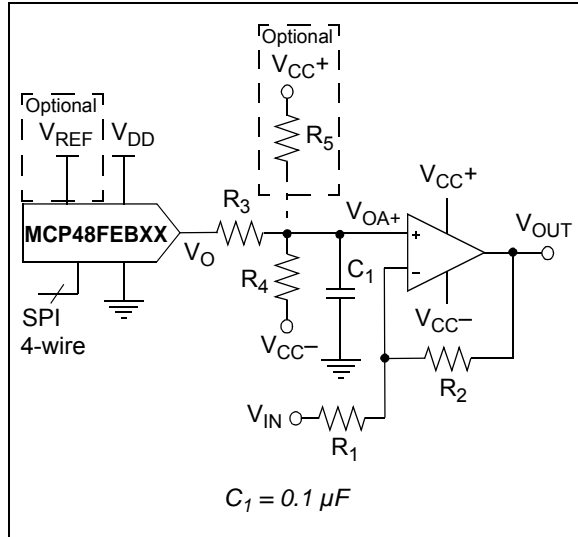 Optional
V_CC+
R_5
Optional
V_REF
V_DD
MCP48FEBXX
V_O
R_3
V_OA+
V_CC+
V_OUT
+
–
R_4
C_1
V_CC–
V_CC–
SPI
4-wire
R_2
V_IN
R_1
C_1 = 0.1 µF